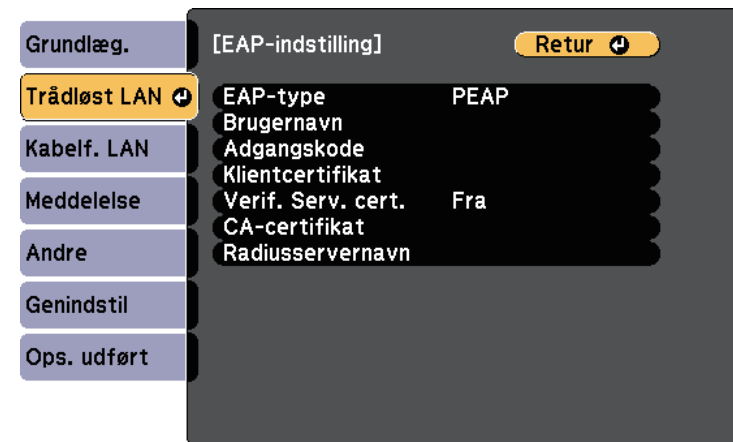 Grundlæg.
Trådløst LAN
Kabelf. LAN
Meddelelse
Andre
Genindstil
Ops. udført
[EAP-indstilling]
Retur
EAP-type PEAP
Brugernavn
Adgangskode
Klientcertifikat
Verif. Serv. cert. Fra
CA-certifikat
Radiusservernavn